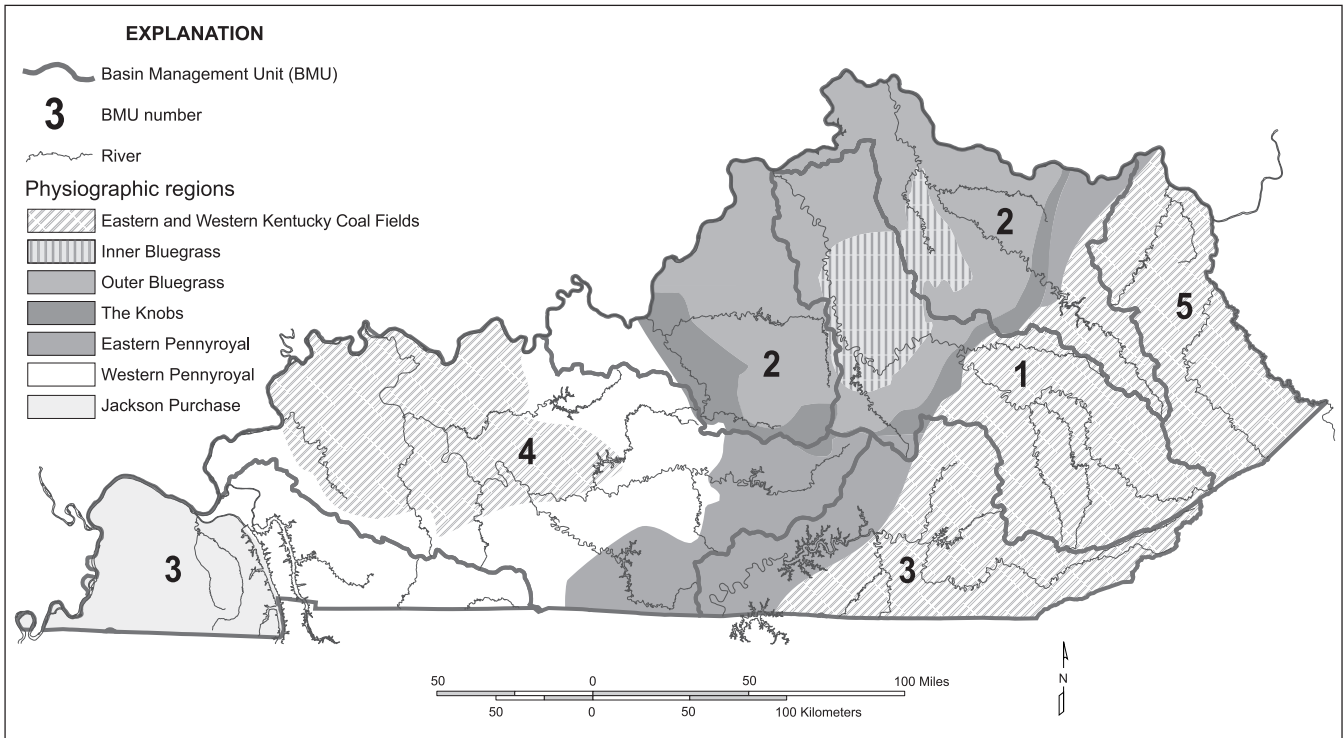 EXPLANATION
Basin Management Unit (BMU)
3
BMU number
River
Physiographic regions
Eastern and Western Kentucky Coal Fields
Inner Bluegrass
Outer Bluegrass
The Knobs
Eastern Pennyroyal
Western Pennyroyal
Jackson Purchase
2
5
2
1
4
3
3
50 0 50 100 Miles
50 0 50 100 Kilometers
N